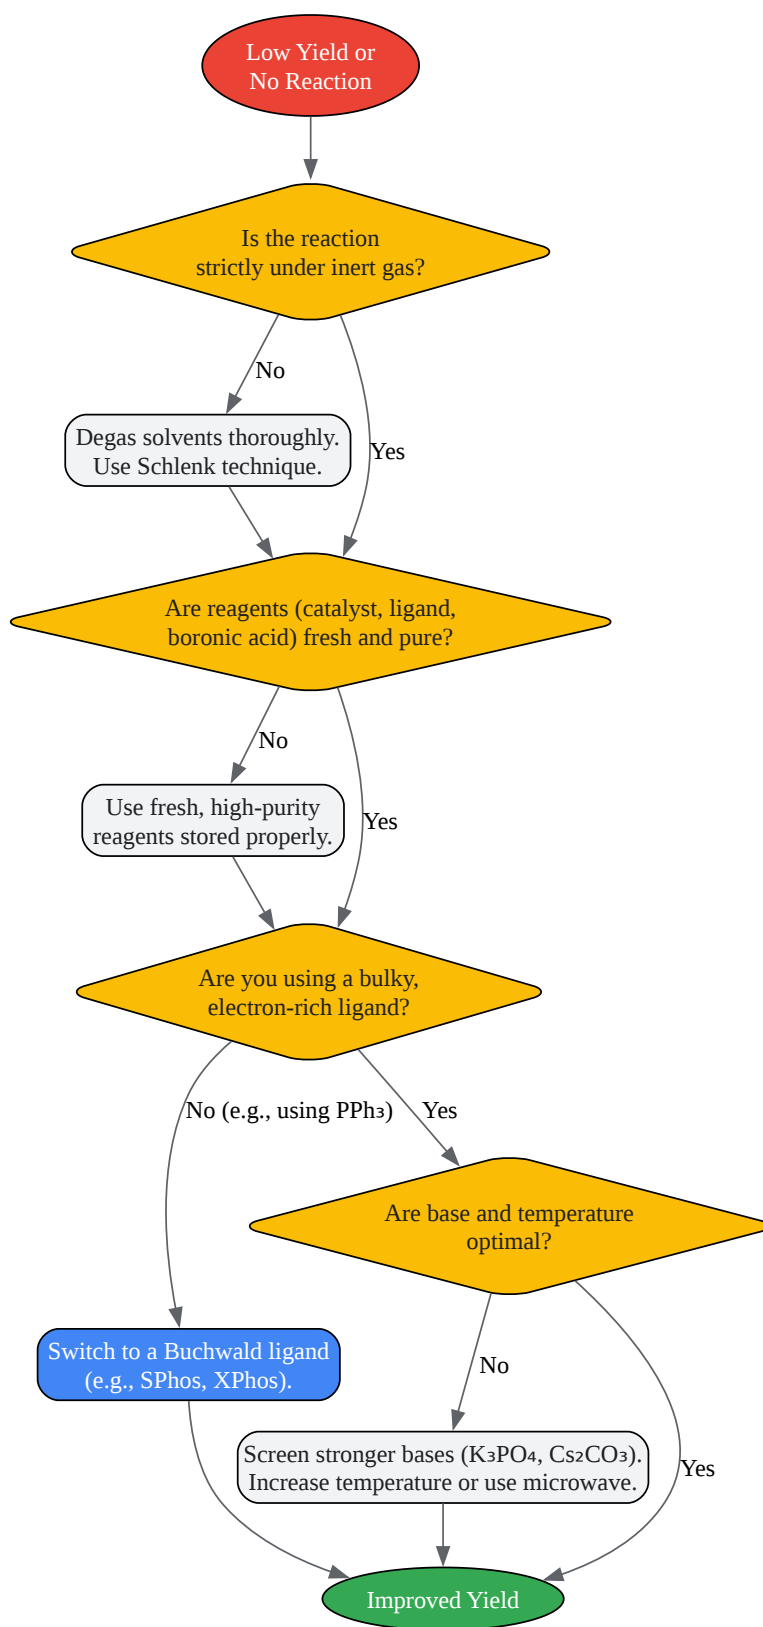 Low Yield or
No Reaction
Is the reaction
strictly under inert gas?
No
Degas solvents thoroughly.
Use Schlenk technique.
Yes
Are reagents (catalyst, ligand,
boronic acid) fresh and pure?
No
Use fresh, high-purity
reagents stored properly.
Yes
Are you using a bulky,
electron-rich ligand?
No (e.g., using PPh₃)
Yes
Are base and temperature
optimal?
Switch to a Buchwald ligand
(e.g., SPhos, XPhos).
No
Screen stronger bases (K₃PO₄, Cs₂CO₃).
Increase temperature or use microwave.
Yes
Improved Yield